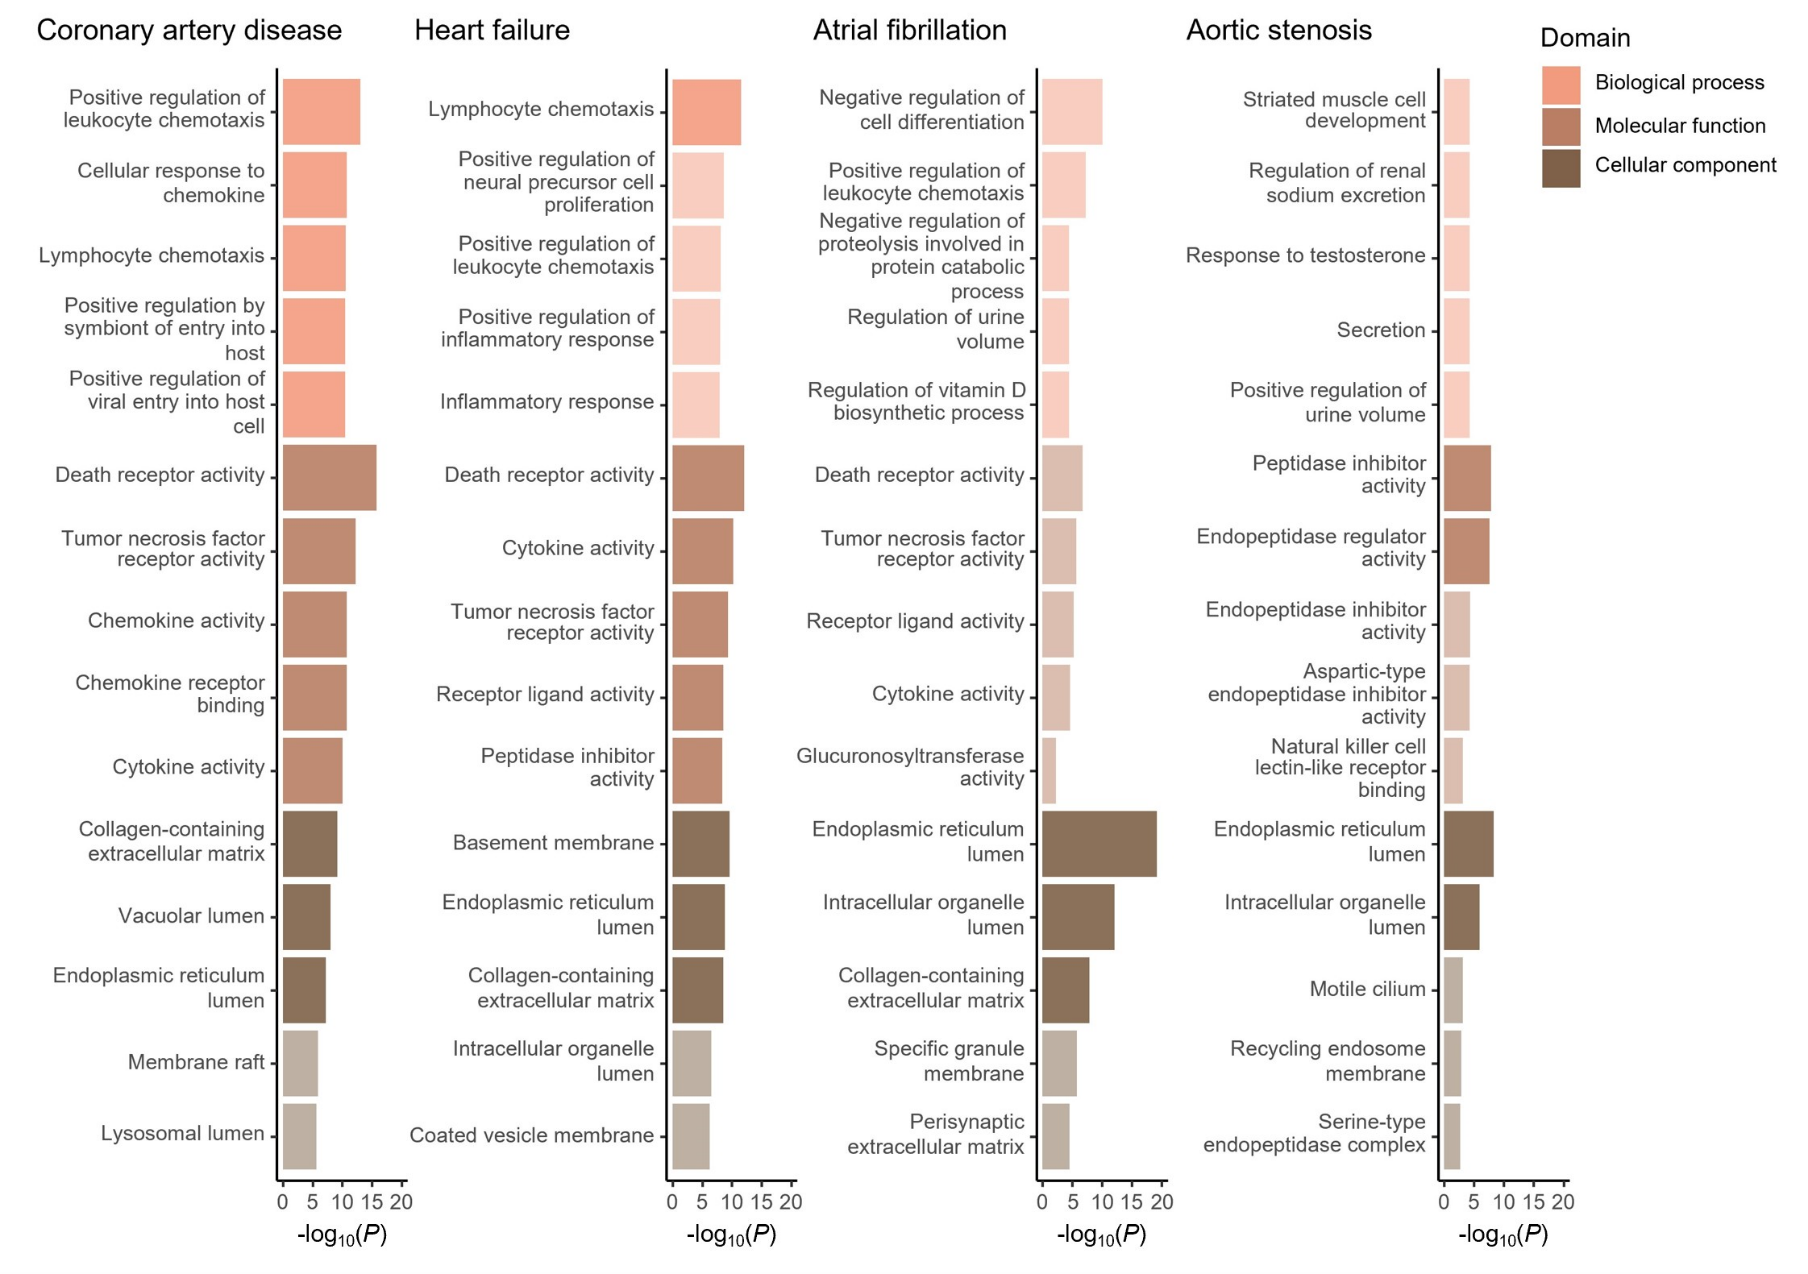 Coronary artery disease
Positive regulation of
leukocyte chemotaxis
Cellular response to
chemokine
Lymphocyte chemotaxis
Positive regulation by
symbiont of entry into
host
Positive regulation of
viral entry into host
cell
Death receptor activity
Tumor necrosis factor
receptor activity
Chemokine activity
Chemokine receptor
binding
Cytokine activity
Collagen-containing
extracellular matrix
Vacuolar lumen
Endoplasmic reticulum
lumen
Membrane raft
Lysosomal lumen
0 5 10 15 20
-log10(P)
Heart failure
Lymphocyte chemotaxis
Positive regulation of
neural precursor cell
proliferation
Positive regulation of
leukocyte chemotaxis
Positive regulation of
inflammatory response
Inflammatory response
Death receptor activity
Cytokine activity
Tumor necrosis factor
receptor activity
Receptor ligand activity
Peptidase inhibitor
activity
Basement membrane
Endoplasmic reticulum
lumen
Collagen-containing
extracellular matrix
Intracellular organelle
lumen
Coated vesicle membrane
0 5 10 15 20
-log10(P)
Atrial fibrillation
Negative regulation of
cell differentiation
Positive regulation of
leukocyte chemotaxis
Negative regulation of
proteolysis involved in
protein catabolic
process
Regulation of urine
volume
Regulation of vitamin D
biosynthetic process
Death receptor activity
Tumor necrosis factor
receptor activity
Receptor ligand activity
Cytokine activity
Glucuronosyltransferase
activity
Endoplasmic reticulum
lumen
Intracellular organelle
lumen
Collagen-containing
extracellular matrix
Specific granule
membrane
Perisynaptic
extracellular matrix
0 5 10 15 20
-log10(P)
Aortic stenosis
Striated muscle cell
development
Regulation of renal
sodium excretion
Response to testosterone
Secretion
Positive regulation of
urine volume
Peptidase inhibitor
activity
Endopeptidase regulator
activity
Endopeptidase inhibitor
activity
Aspartic-type
endopeptidase inhibitor
activity
Natural killer cell
lectin-like receptor
binding
Endoplasmic reticulum
lumen
Intracellular organelle
lumen
Motile cilium
Recycling endosome
membrane
Serine-type
endopeptidase complex
0 5 10 15 20
-log10(P)
Domain
Biological process
Molecular function
Cellular component